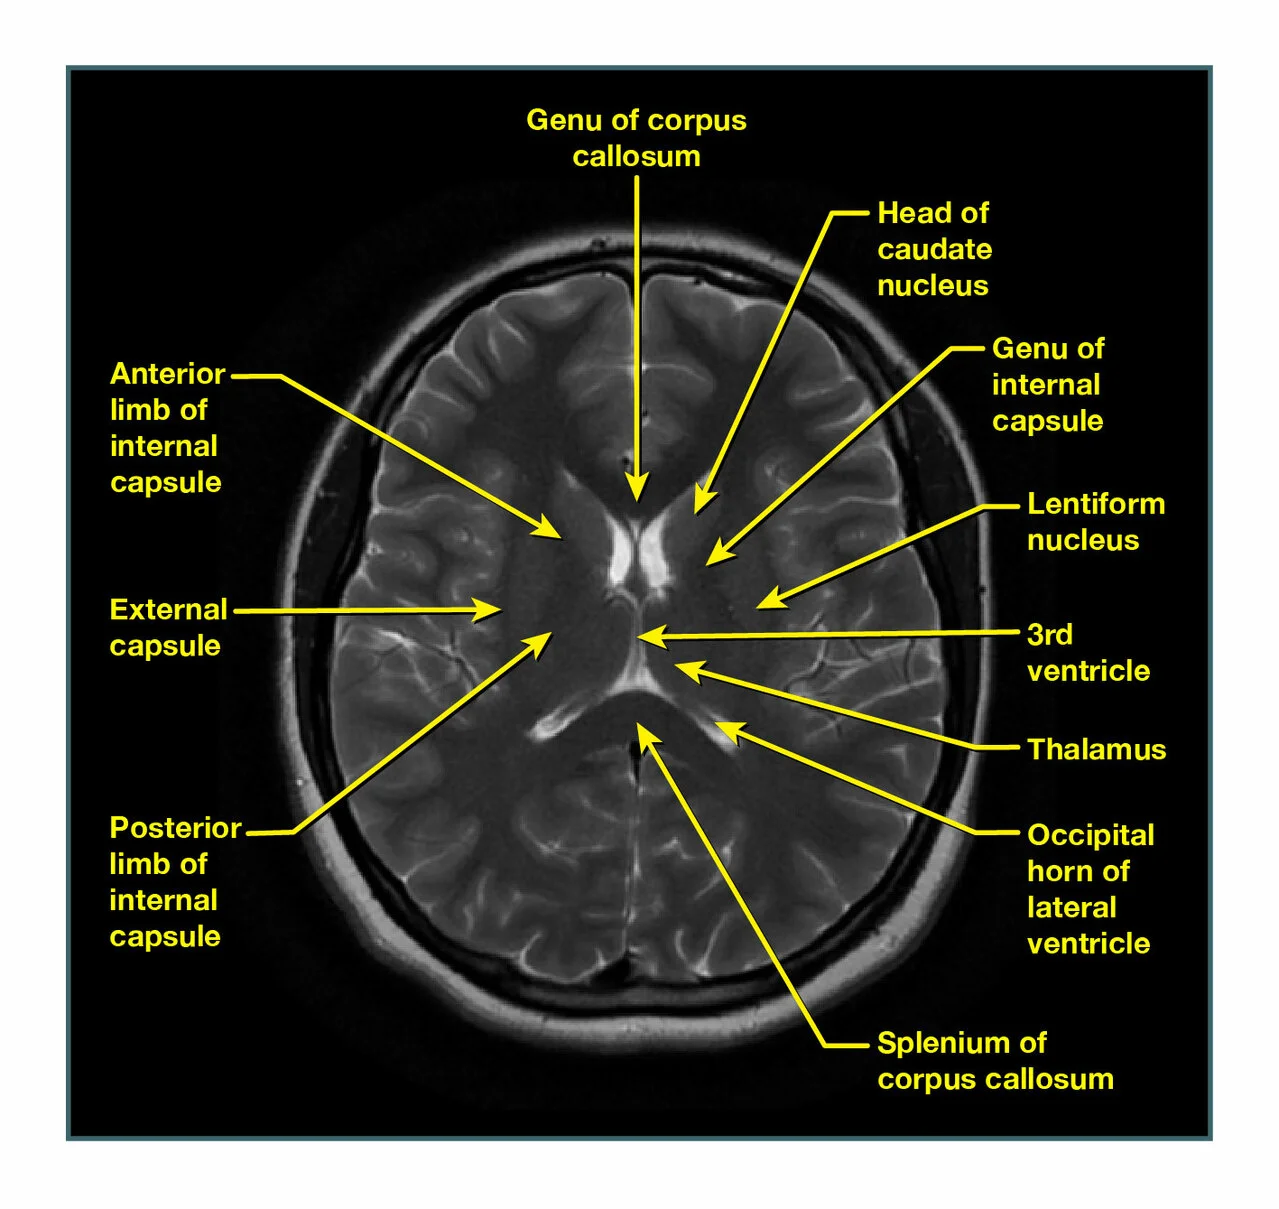 Genu of corpus
callosum
Head of
caudate
nucleus
Genu of
internal
capsule
Anterior
limb of
internal
capsule
Lentiform
nucleus
External
capsule
3rd
ventricle
Thalamus
Posterior
limb of
internal
capsule
Occipital
horn of
lateral
ventricle
Splenium of
corpus callosum